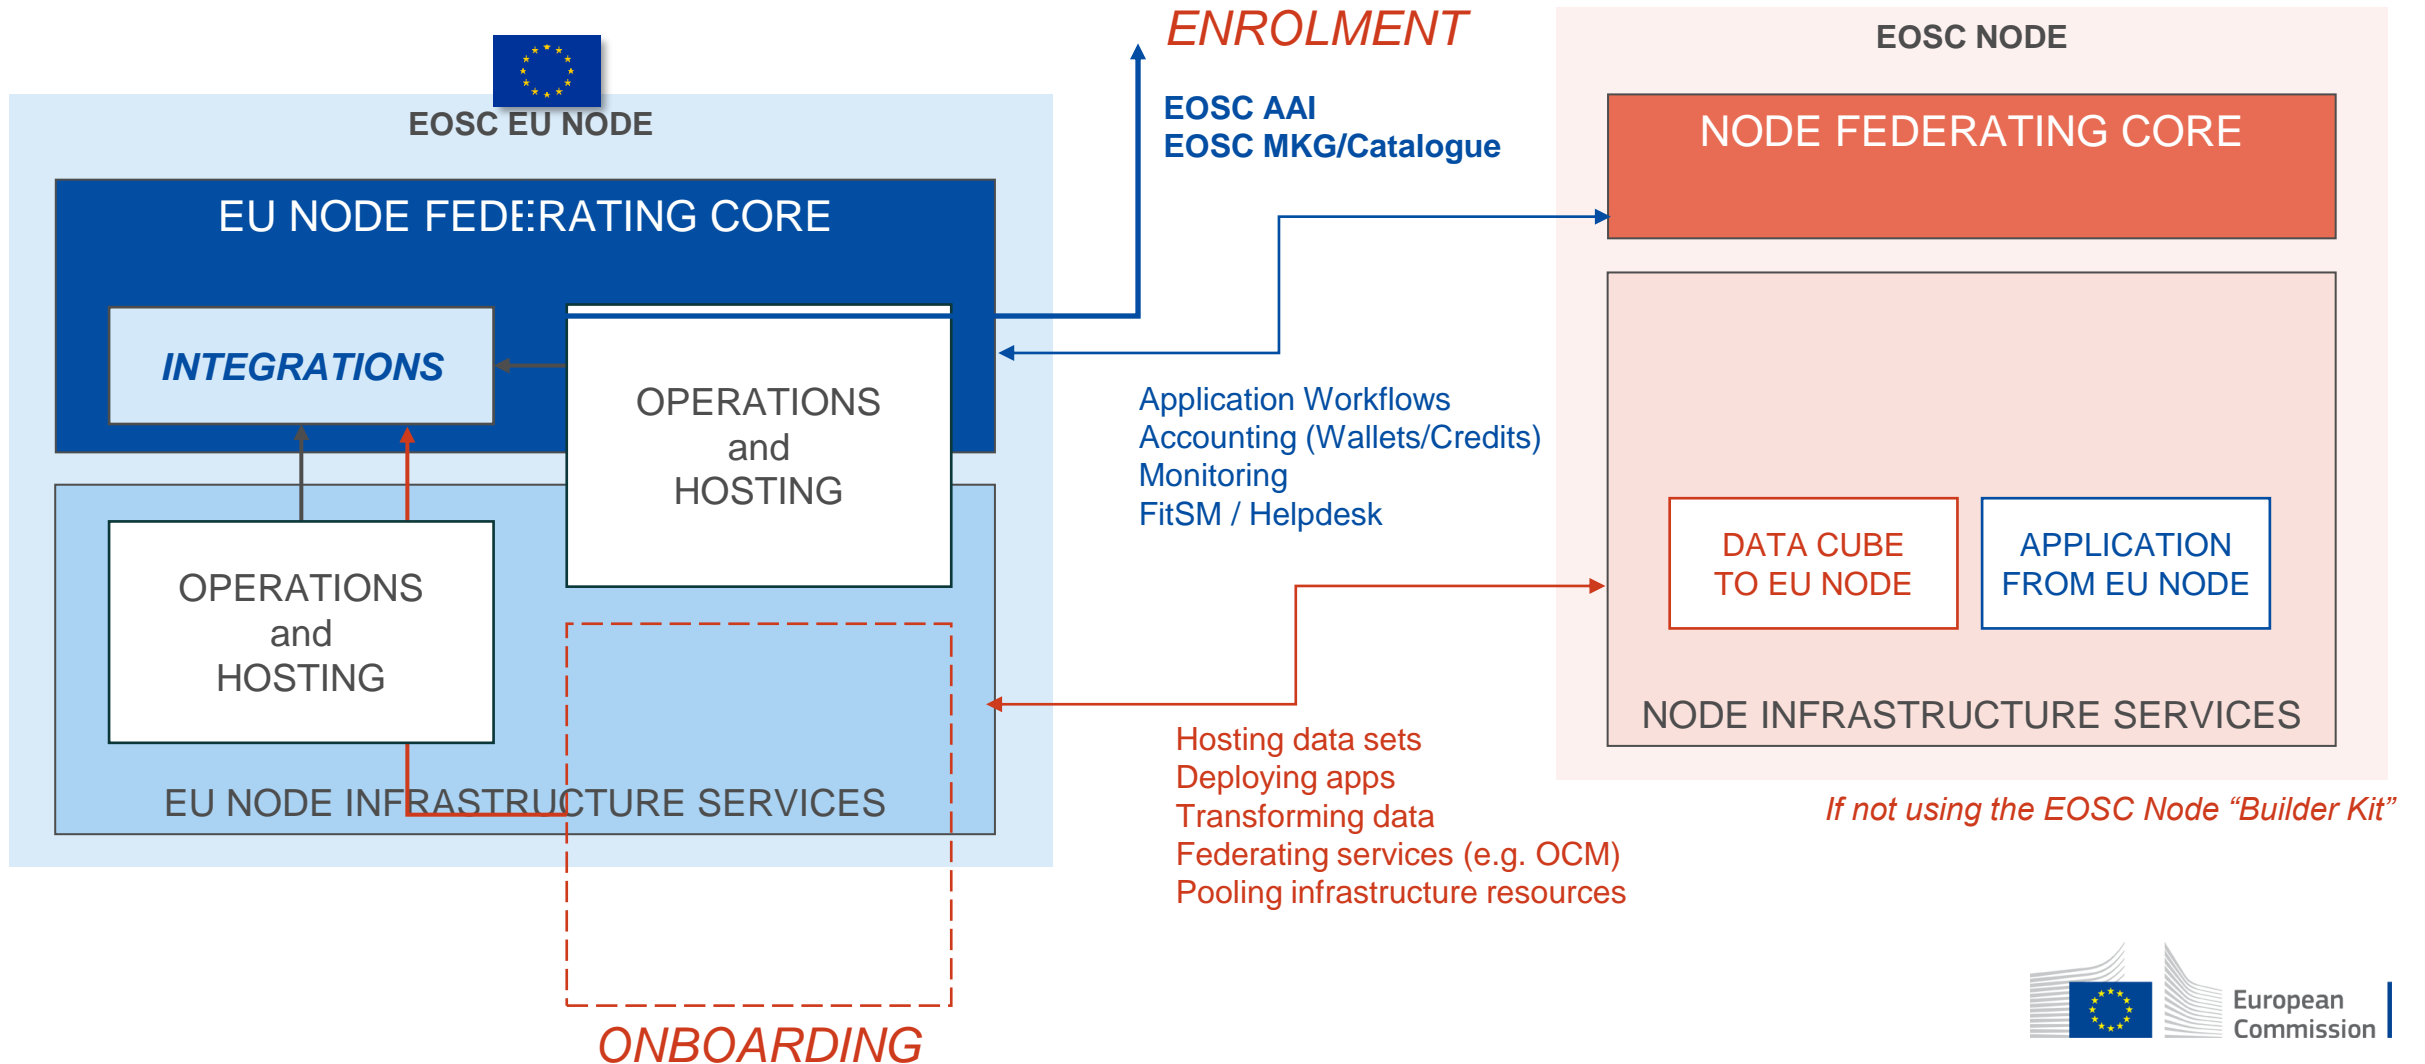 ENROLMENT
EOSC AAI
EOSC MKG/Catalogue
EOSC EU NODE
EU NODE FEDERATING CORE
INTEGRATIONS
OPERATIONS
and
HOSTING
OPERATIONS
and
HOSTING
EU NODE INFRASTRUCTURE SERVICES
ONBOARDING
Application Workflows
Accounting (Wallets/Credits)
Monitoring
FitSM / Helpdesk
Hosting data sets
Deploying apps
Transforming data
Federating services (e.g. OCM)
Pooling infrastructure resources
EOSC NODE
NODE FEDERATING CORE
DATA CUBE
TO EU NODE
APPLICATION
FROM EU NODE
NODE INFRASTRUCTURE SERVICES
If not using the EOSC Node “Builder Kit”
European
Commission